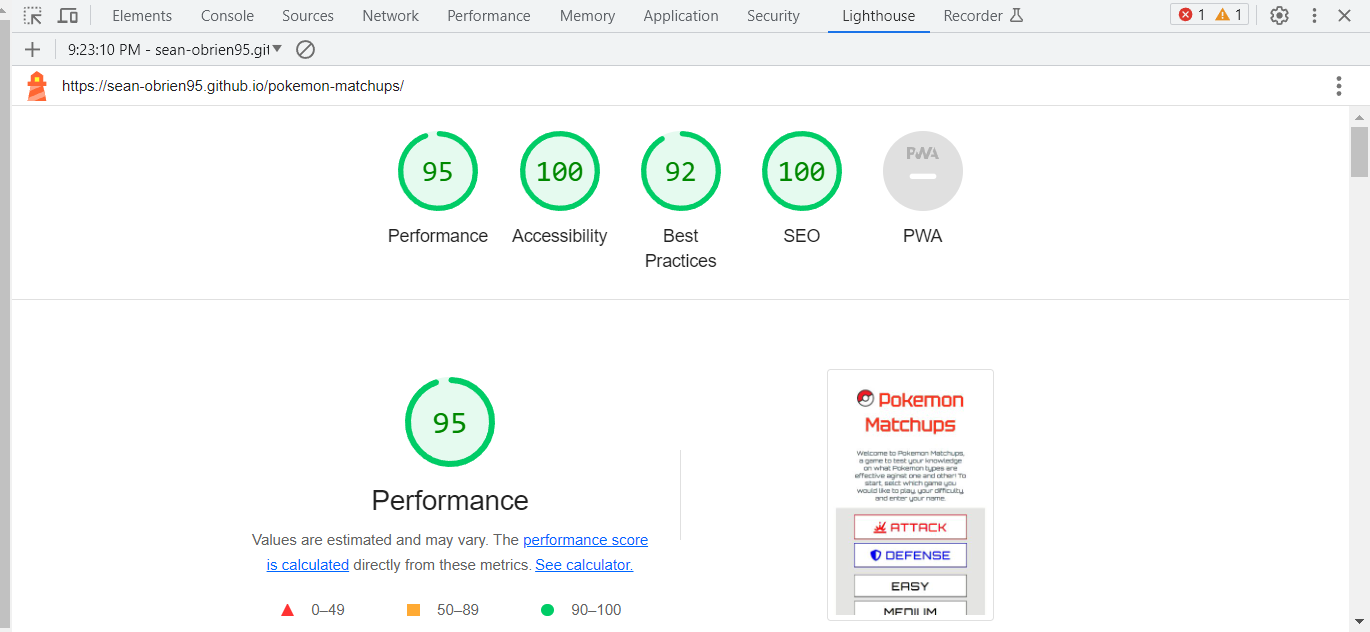 Elements Console Sources Network Performance Memory Application Security Lighthouse Recorder 1 1
9:23:10 PM - sean-obrien95.git
https://sean-obrien95.github.io/pokemon-matchups/
95 100 92 100 PWA
Performance Accessibility Best Practices SEO PWA
95
Performance
Values are estimated and may vary. The performance score
is calculated directly from these metrics. See calculator.
0–49 50–89 90–100
Pokemon
Matchups
Welcome to Pokemon Matchups,
a game to test your knowledge
on what Pokemon types are
effective aginst one and other! To
start, selct which game you
would like to play, your difficulty,
and enter your name.
ATTACK
DEFENSE
EASY
MEDIUM